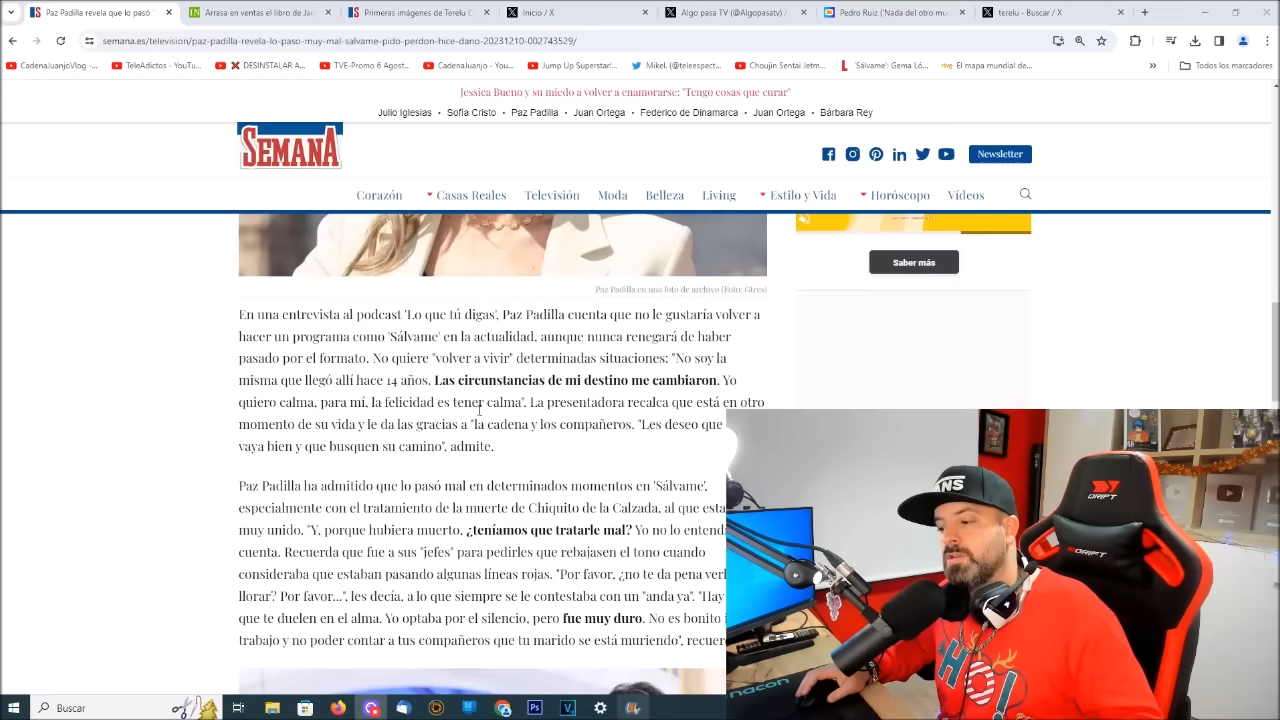 Paz Padilla revela que lo pasó "
Arrasa en ventas el libro de Jai
Primeras imágenes de Terelu C
Inicio / X
Algo pasa TV (@Algopasatv) /
Pedro Ruiz ('Nada del otro mu
terelu - Buscar / X
semana.es/television/paz-padilla-revela-lo-paso-muy-mal-salvame-pido-perdon-hice-dano-20231210-002743529/
CadenaJuanjoVlog -...
TeleAdictos - YouTu...
DESINSTALAR A...
TVE-Promo 6 Agost...
CadenaJuanjo - You...
Jump Up Superstar!...
Mikel. (@teleespect...
Choujin Sentai Jetm...
'Sálvame': Gema Ló...
El mapa mundial de...
Todos los marcadores
Jessica Bueno y su miedo a volver a enamorarse: "Tengo cosas que curar"
Julio Iglesias • Sofía Cristo • Paz Padilla • Juan Ortega • Federico de Dinamarca • Juan Ortega • Bárbara Rey
SEMANA
Newsletter
Corazón Casas Reales Televisión Moda Belleza Living Estilo y Vida Horóscopo Vídeos
Saber más
Paz Padilla en una foto de archivo (Foto: Gtres)
En una entrevista al podcast 'Lo que tú digas', Paz Padilla cuenta que no le gustaría volver a
hacer un programa como 'Sálvame' en la actualidad, aunque nunca renegará de haber
pasado por el formato. No quiere "volver a vivir" determinadas situaciones: "No soy la
misma que llegó allí hace 14 años. Las circunstancias de mi destino me cambiaron. Yo
quiero calma, para mí, la felicidad es tener calma". La presentadora recalca que está en otro
momento de su vida y le da las gracias a "la cadena y los compañeros. "Les deseo que
vaya bien y que busquen su camino", admite.
Paz Padilla ha admitido que lo pasó mal en determinados momentos en 'Sálvame',
especialmente con el tratamiento de la muerte de Chiquito de la Calzada, al que esta
muy unido. "Y, porque hubiera muerto, ¿teníamos que tratarle mal? Yo no lo entendí
cuenta. Recuerda que fue a sus "jefes" para pedirles que rebajasen el tono cuando
consideraba que estaban pasando algunas líneas rojas. "Por favor, ¿no te da pena verl
llorar? Por favor...", les decía, a lo que siempre se le contestaba con un "anda ya". "Hay
que te duelen en el alma. Yo optaba por el silencio, pero fue muy duro. No es bonito i
trabajo y no poder contar a tus compañeros que tu marido se está muriendo", recuer
VANS
DRIFT
DRIFT
HO!
nacon
Buscar